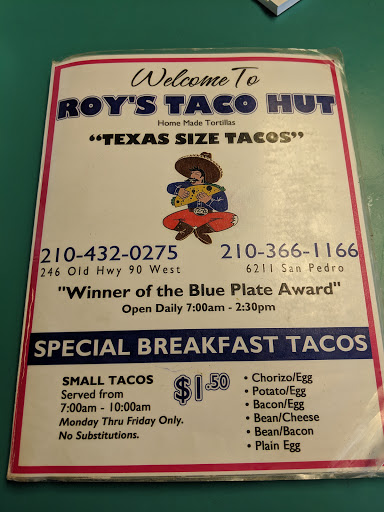 Welcome To
ROY'S TACO HUT
Home Made Tortillas
"TEXAS SIZE TACOS"
210-432-0275 210-366-1166
246 Old Hwy 90 West 6211 San Pedro
"Winner of the Blue Plate Award"
Open Daily 7:00am - 2:30pm
SPECIAL BREAKFAST TACOS
SMALL TACOS
Served from
7:00am - 10:00am
Monday Thru Friday Only.
No Substitutions.
$1.50
• Chorizo/Egg
• Potato/Egg
• Bacon/Egg
• Bean/Cheese
• Bean/Bacon
• Plain Egg